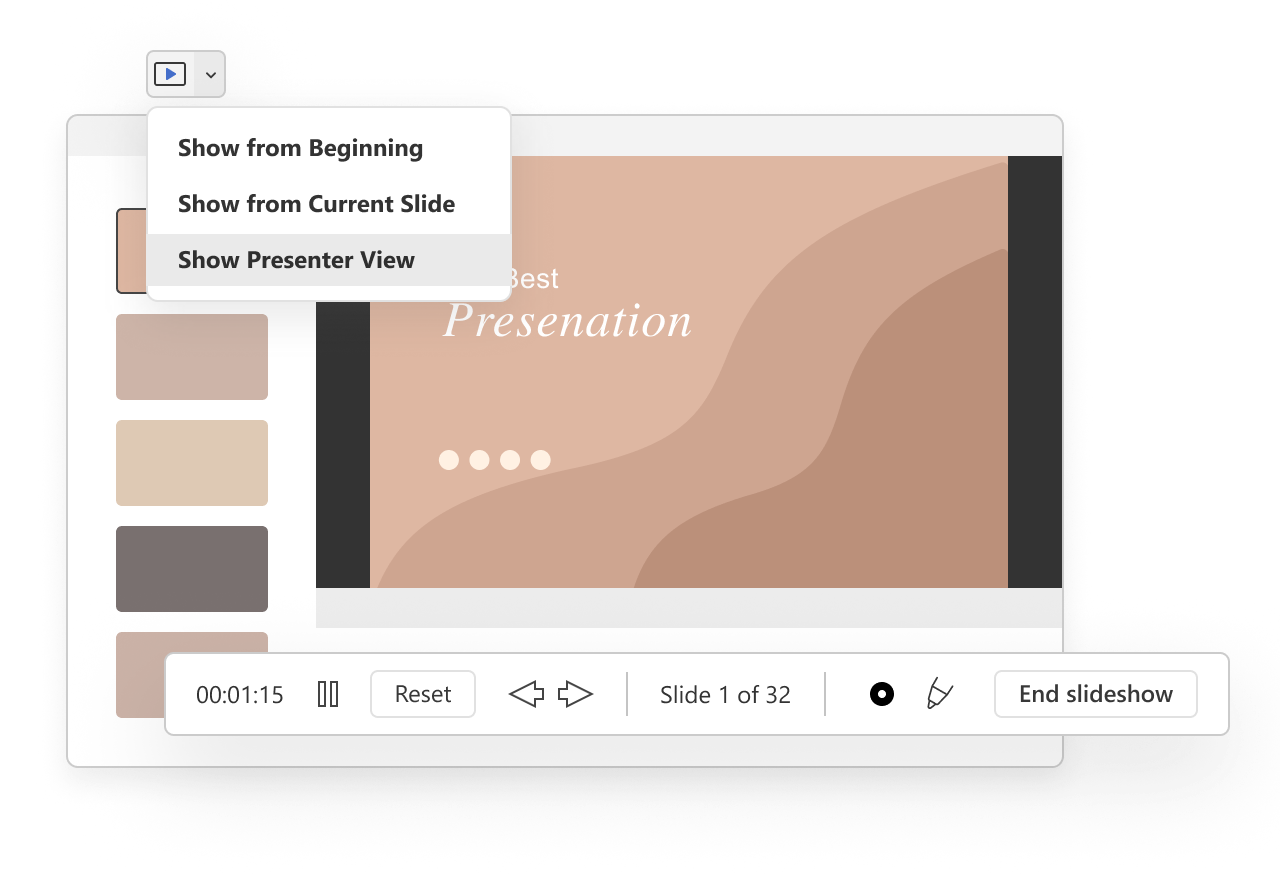 Show from Beginning
Show from Current Slide
Show Presenter View
Best
Presenation
00:01:15
Reset
Slide 1 of 32
End slideshow